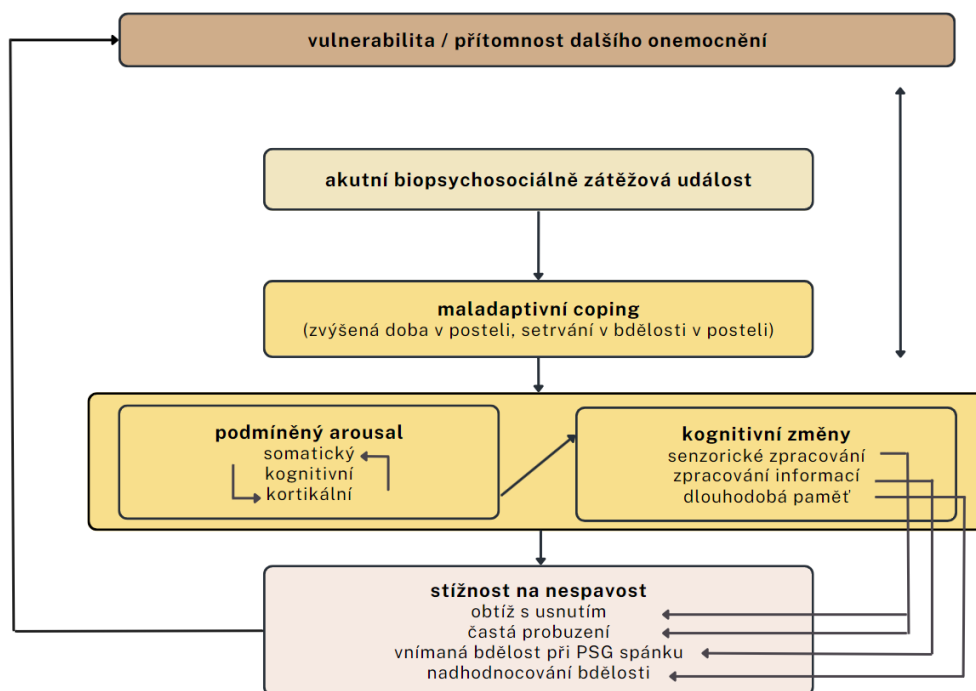 vulnerabilita / přítomnost dalšího onemocnění
akutní biopsychosociálně zátěžová událost
maladaptivní coping
(zvýšená doba v posteli, setrvání v bdělosti v posteli)
podmíněný arousal
somatický
kognitivní
kortikální
kognitivní změny
senzorické zpracování
zpracování informací
dlouhodobá paměť
stížnost na nespavost
obtíž s usnutím
častá probuzení
vnímaná bdělost při PSG spánku
nadhodnocování bdělosti